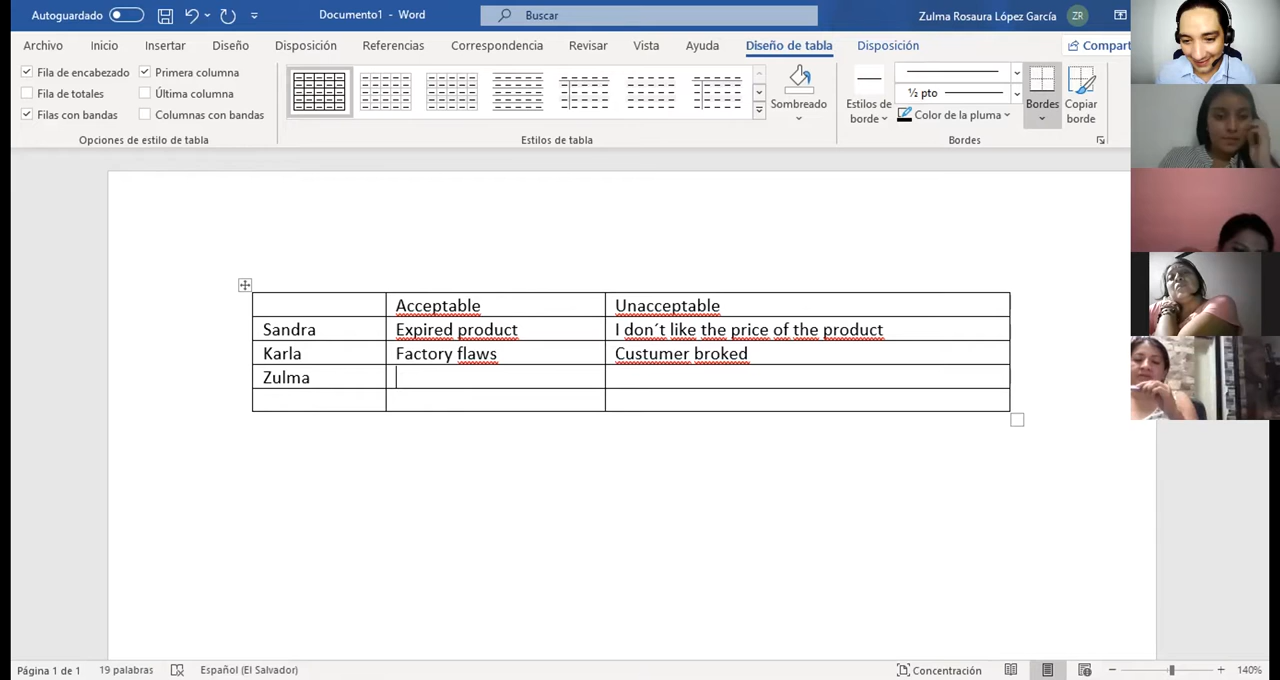 Autoguardado
Documento1 - Word
Buscar
Zulma Rosaura López García
ZR
Archivo Inicio Insertar Diseño Disposición Referencias Correspondencia Revisar Vista Ayuda Diseño de tabla Disposición Compart
Fila de encabezado Primera columna
Fila de totales Última columna
Filas con bandas Columnas con bandas
Opciones de estilo de tabla
Estilos de tabla
Sombreado
Estilos de borde
½ pto
Color de la pluma
Bordes
Copiar borde
Bordes
Acceptable Unacceptable
Sandra Expired product I don´t like the price of the product
Karla Factory flaws Custumer broked
Zulma
Página 1 de 1 19 palabras Español (El Salvador) Concentración 140%